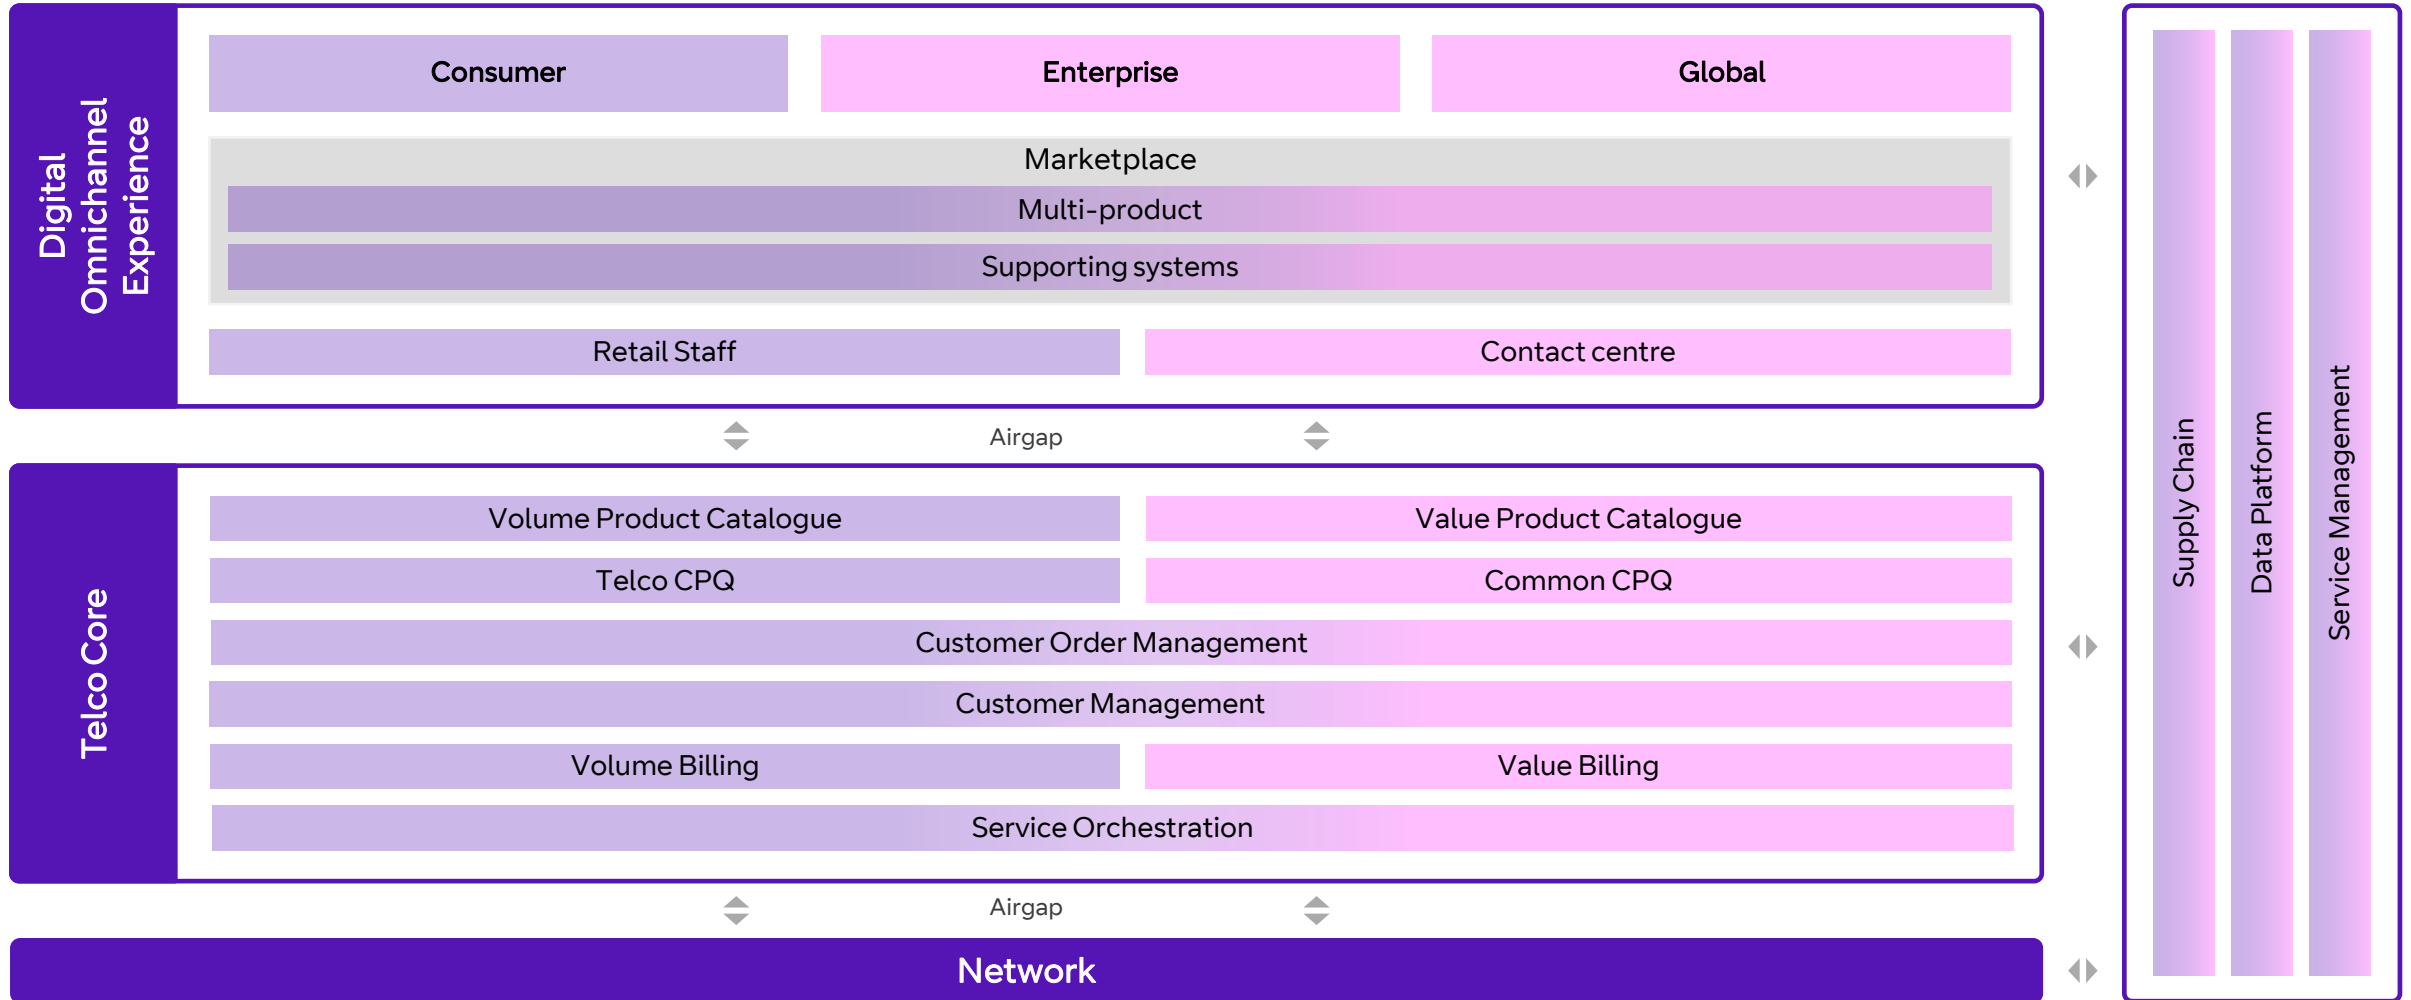 Digital
Omnichannel
Experience
Consumer
Enterprise
Global
Marketplace
Multi-product
Supporting systems
Retail Staff
Contact centre
Airgap
Telco Core
Volume Product Catalogue
Value Product Catalogue
Telco CPQ
Common CPQ
Customer Order Management
Customer Management
Volume Billing
Value Billing
Service Orchestration
Airgap
Network
Supply Chain
Data Platform
Service Management